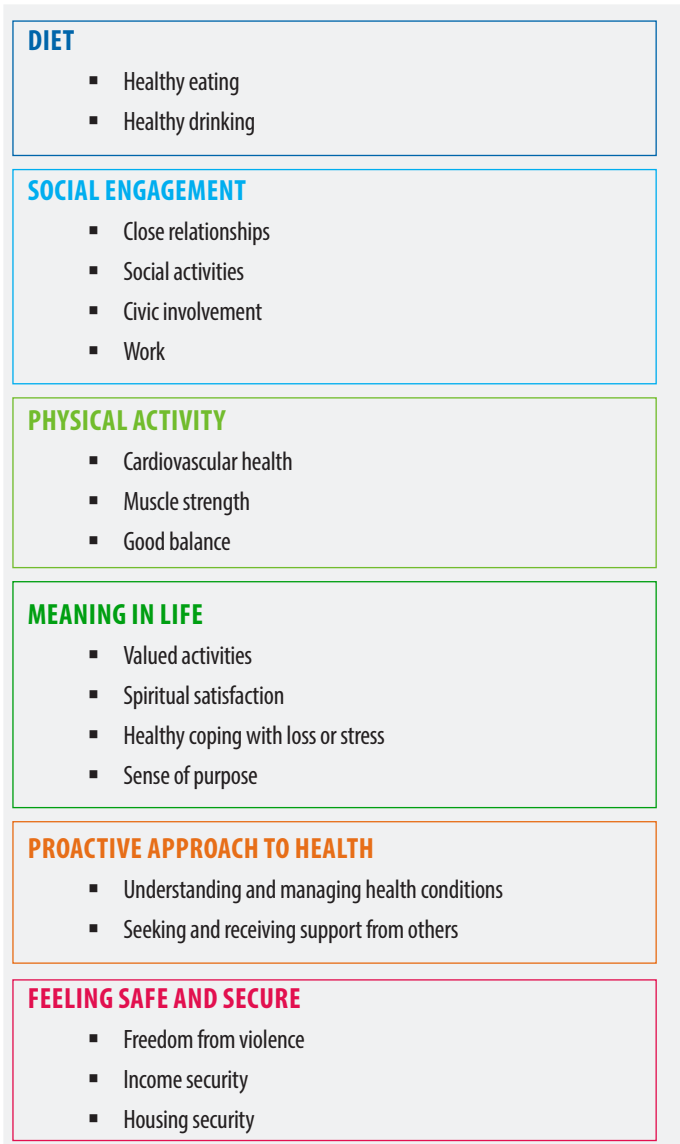 DIET
▪ Healthy eating
▪ Healthy drinking
SOCIAL ENGAGEMENT
▪ Close relationships
▪ Social activities
▪ Civic involvement
▪ Work
PHYSICAL ACTIVITY
▪ Cardiovascular health
▪ Muscle strength
▪ Good balance
MEANING IN LIFE
▪ Valued activities
▪ Spiritual satisfaction
▪ Healthy coping with loss or stress
▪ Sense of purpose
PROACTIVE APPROACH TO HEALTH
▪ Understanding and managing health conditions
▪ Seeking and receiving support from others
FEELING SAFE AND SECURE
▪ Freedom from violence
▪ Income security
▪ Housing security